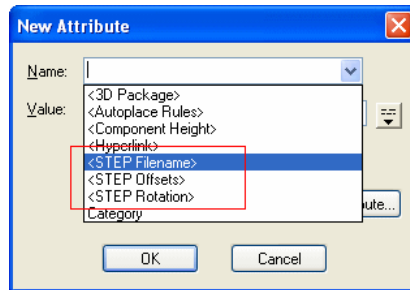 New Attribute
Name:
Value:
<3D Package>
<Autoplace Rules>
<Component Height>
<Hyperlink>
<STEP Filename>
<STEP Offsets>
<STEP Rotation>
Category
ute...
OK
Cancel